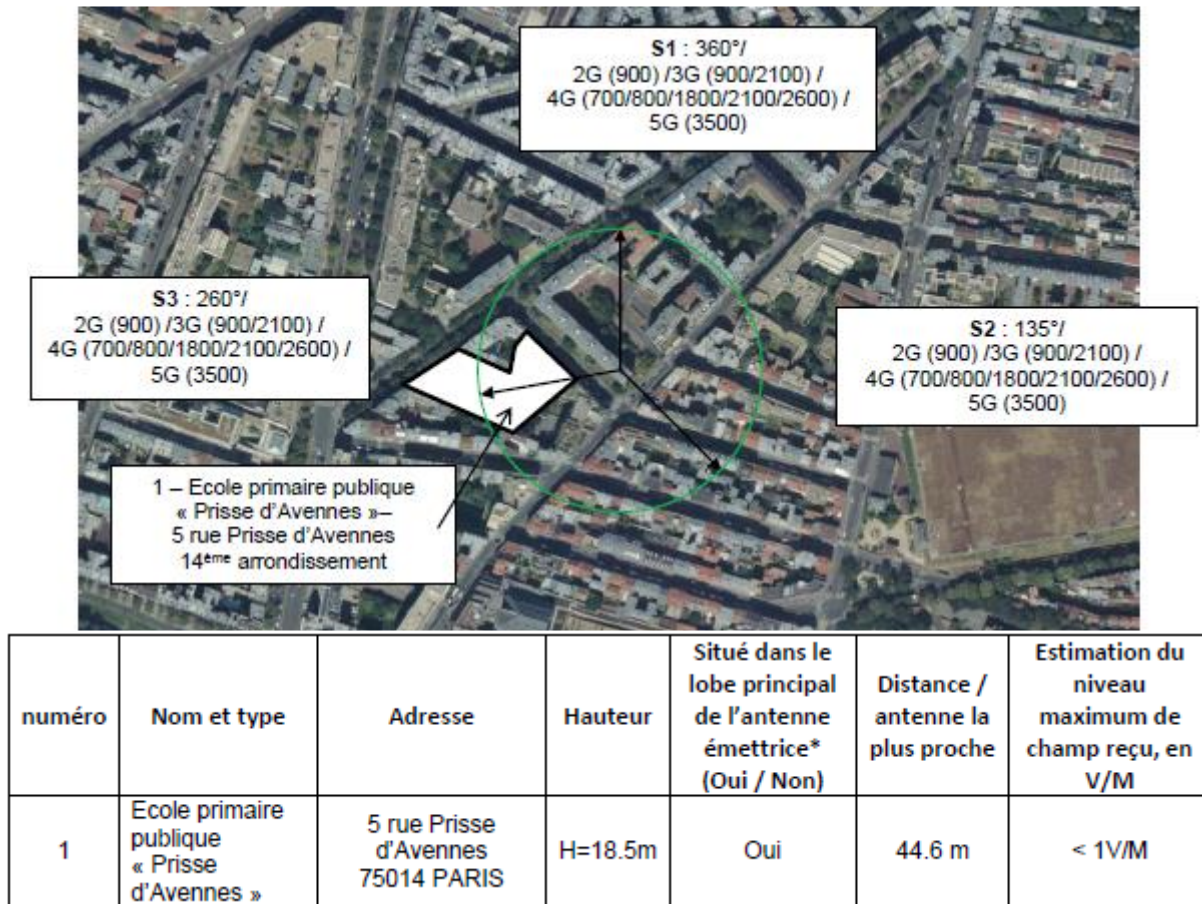 S1 : 360°/
2G (900) /3G (900/2100) /
4G (700/800/1800/2100/2600) /
5G (3500)
S3 : 260°/
2G (900) /3G (900/2100) /
4G (700/800/1800/2100/2600) /
5G (3500)
S2 : 135°/
2G (900) /3G (900/2100) /
4G (700/800/1800/2100/2600) /
5G (3500)
1 – Ecole primaire publique
« Prisse d'Avennes »–
5 rue Prisse d'Avennes
14ème arrondissement
numéro
Nom et type
Adresse
Hauteur
Situé dans le
lobe principal
de l'antenne
émettrice*
(Oui / Non)
Distance /
antenne la
plus proche
Estimation du
niveau
maximum de
champ reçu, en
V/M
1
Ecole primaire
publique
« Prisse
d'Avennes »
5 rue Prisse
d'Avennes
75014 PARIS
H=18.5m
Oui
44.6 m
< 1V/M